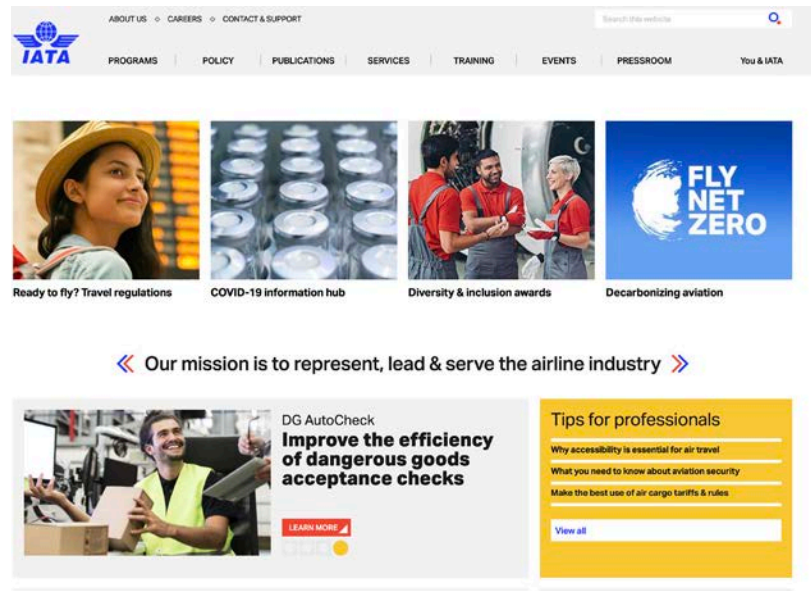 ABOUT US ◇ CAREERS ◇ CONTACT & SUPPORT
Search this website
IATA
PROGRAMS
POLICY
PUBLICATIONS
SERVICES
TRAINING
EVENTS
PRESSROOM
You & IATA
FLY
NET
ZERO
Ready to fly? Travel regulations
COVID-19 information hub
Diversity & inclusion awards
Decarbonizing aviation
Our mission is to represent, lead & serve the airline industry
DG AutoCheck
Improve the efficiency
of dangerous goods
acceptance checks
LEARN MORE
Tips for professionals
Why accessibility is essential for air travel
What you need to know about aviation security
Make the best use of air cargo tariffs & rules
View all